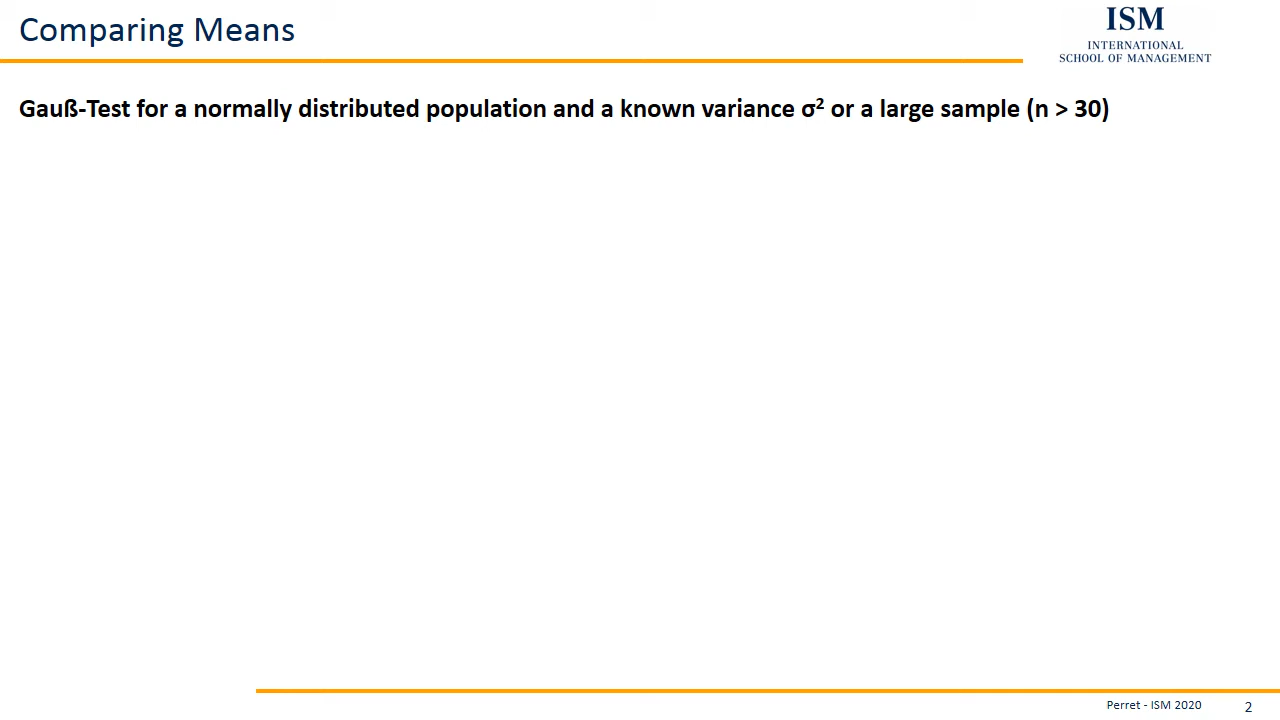 Comparing Means
ISM
INTERNATIONAL
SCHOOL OF MANAGEMENT
Gauß-Test for a normally distributed population and a known variance σ² or a large sample (n > 30)
Perret - ISM 2020
2